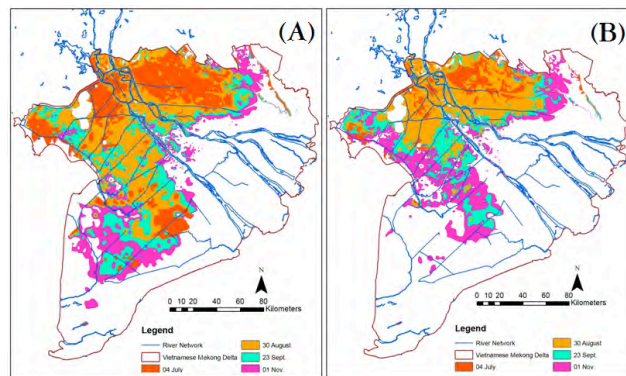 (A)
N
0 10 20 40 60 80
Kilometers
Legend
River Network
Vietnamese Mekong Delta
04 July
30 August
23 Sept.
01 Nov.
(B)
N
0 10 20 40 60 80
Kilometers
Legend
River Network
Vietnamese Mekong Delta
04 July
30 August
23 Sept.
01 Nov.